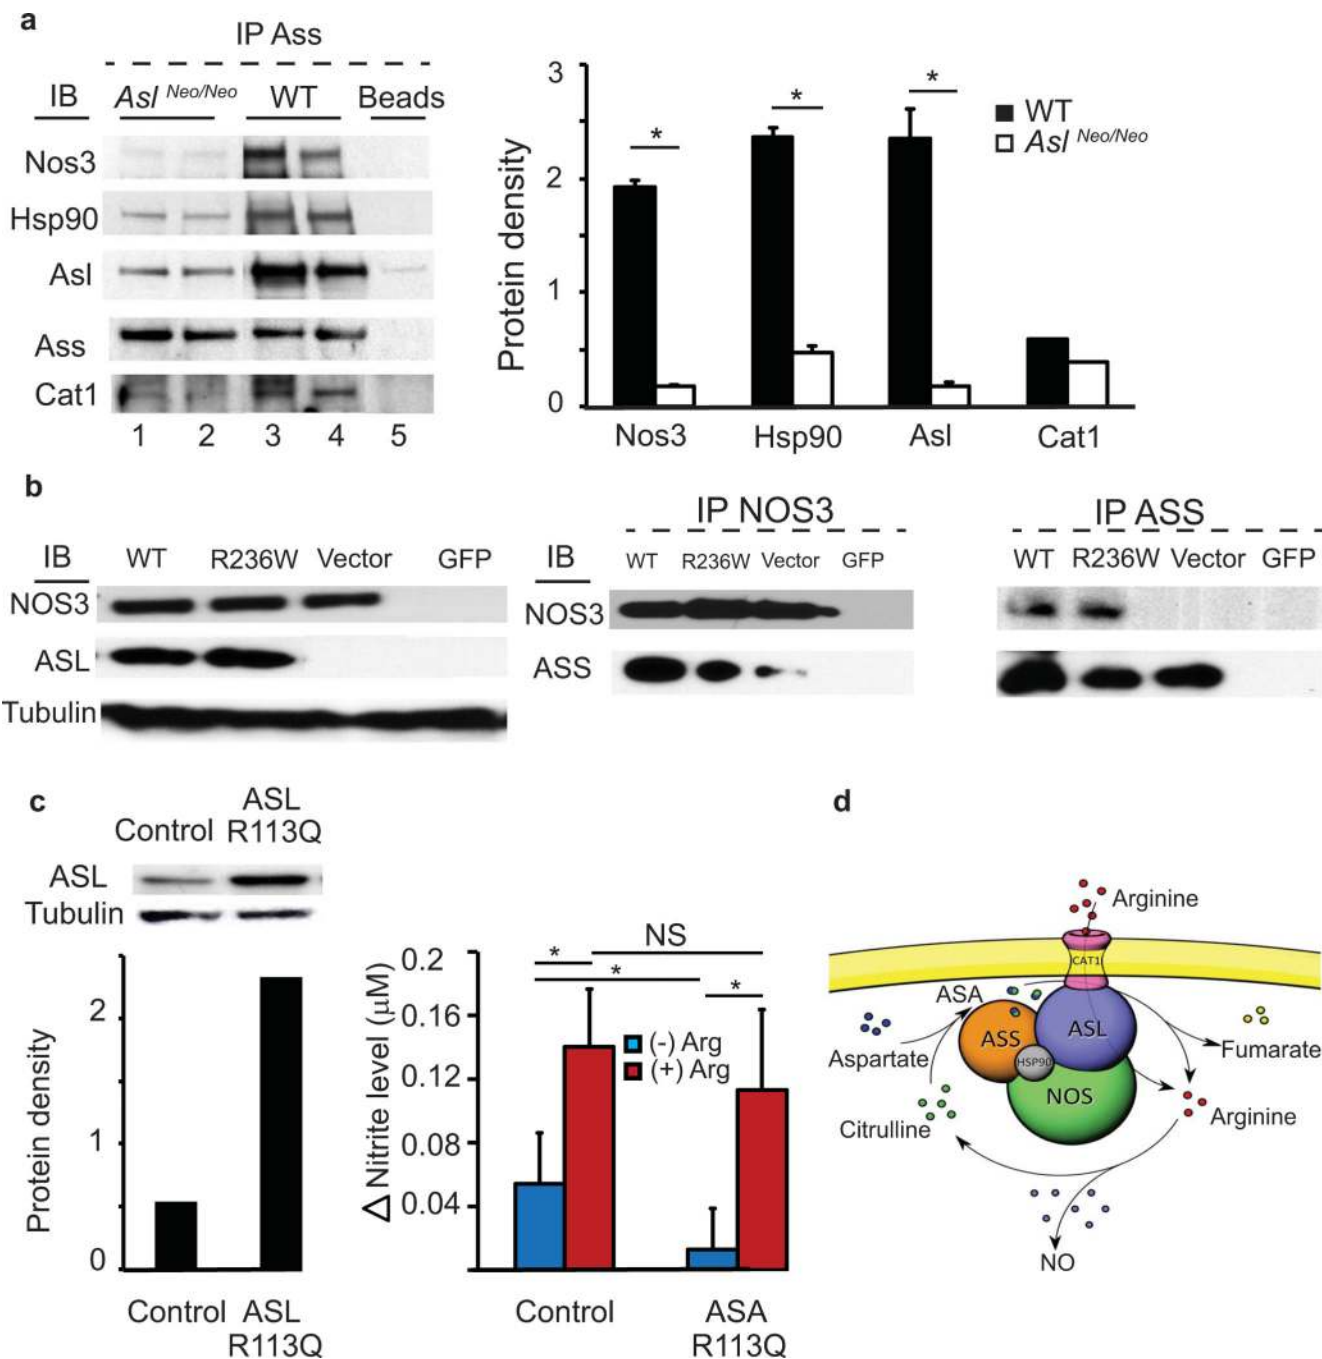 a
IP Ass
IB Asl Neo/Neo WT Beads
Nos3
Hsp90
Asl
Ass
Cat1
1 2 3 4 5
Protein density
3
2
1
0
* * *
WT
Asl Neo/Neo
Nos3 Hsp90 Asl Cat1
b
IB WT R236W Vector GFP
NOS3
ASL
Tubulin
IP NOS3
IB WT R236W Vector GFP
NOS3
ASS
IP ASS
WT R236W Vector GFP
c
Control ASL
R113Q
ASL
Tubulin
Protein density
2
1
0
Control ASL
R113Q
Δ Nitrite level (μM)
0.2
0.16
0.12
0.08
0.04
NS
* * *
(-) Arg
(+) Arg
Control ASA
R113Q
d
Arginine
CAT1
ASA
ASS
ASL
HSP90
NOS
Aspartate
Fumarate
Citrulline
Arginine
NO